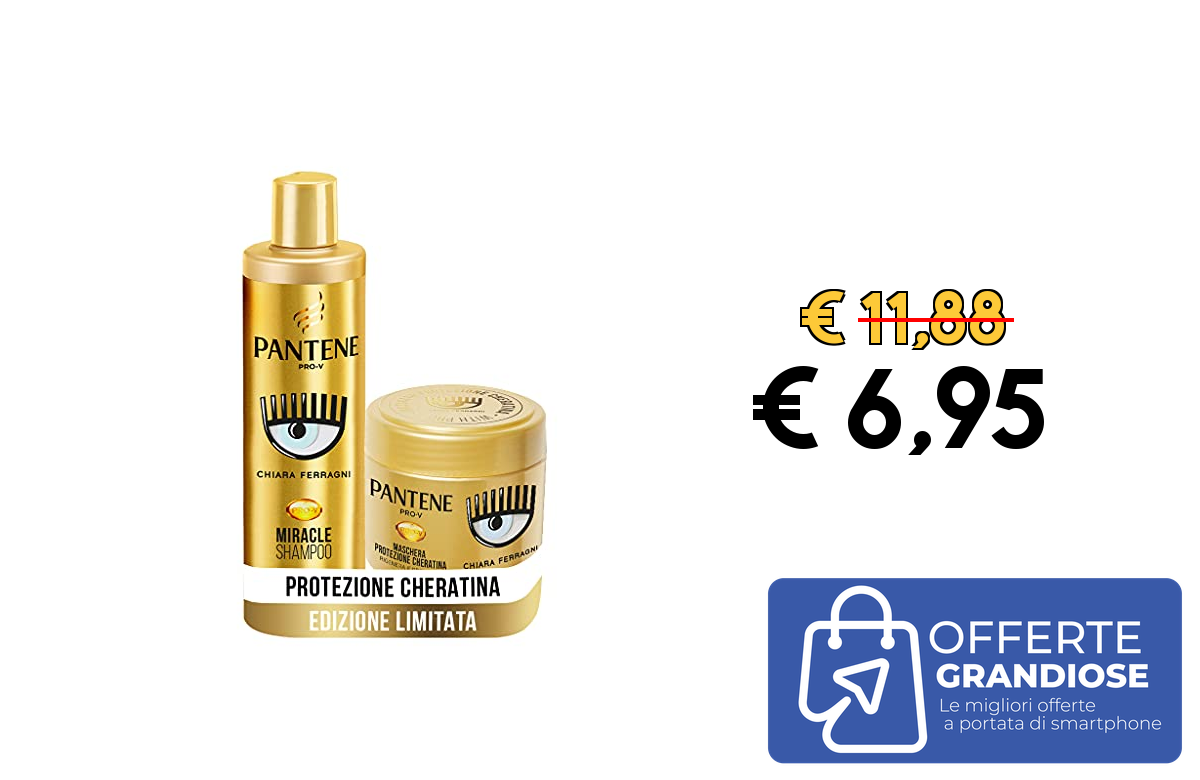 PANTENE
PRO-V
CHIARA FERRAGNI
PRO-V
MIRACLE
SHAMPOO
PANTENE
PRO-V
MASCHERA
PROTEZIONE CHERATINA
CHIARA FERRAGNI
PROTEZIONE CHERATINA
EDIZIONE LIMITATA
€ 11,88
€ 6,95
OFFERTE
GRANDIOSE
Le migliori offerte
a portata di smartphone